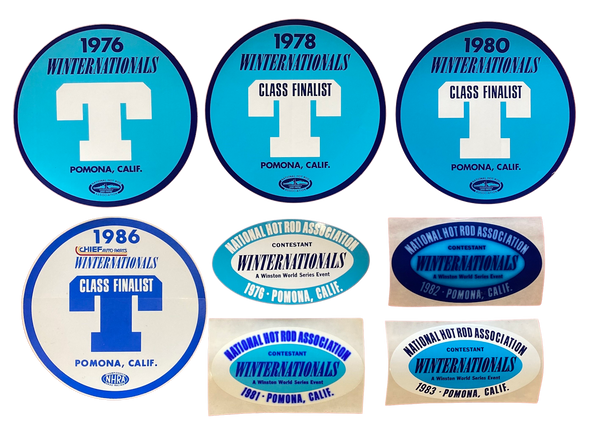 1976
WINTERNATIONALS
T
POMONA, CALIF.
1978
WINTERNATIONALS
CLASS FINALIST
T
POMONA, CALIF.
1980
WINTERNATIONALS
CLASS FINALIST
T
POMONA, CALIF.
1986
CHIEF AUTO PARTS
WINTERNATIONALS
CLASS FINALIST
T
POMONA, CALIF.
NHRA
NATIONAL HOT ROD ASSOCIATION
CONTESTANT
WINTERNATIONALS
A Winston World Series Event
1976 · POMONA, CALIF.
NATIONAL HOT ROD ASSOCIATION
CONTESTANT
WINTERNATIONALS
A Winston World Series Event
1982 · POMONA, CALIF.
NATIONAL HOT ROD ASSOCIATION
CONTESTANT
WINTERNATIONALS
A Winston World Series Event
1981 · POMONA, CALIF.
NATIONAL HOT ROD ASSOCIATION
CONTESTANT
WINTERNATIONALS
A Winston World Series Event
1983 · POMONA, CALIF.